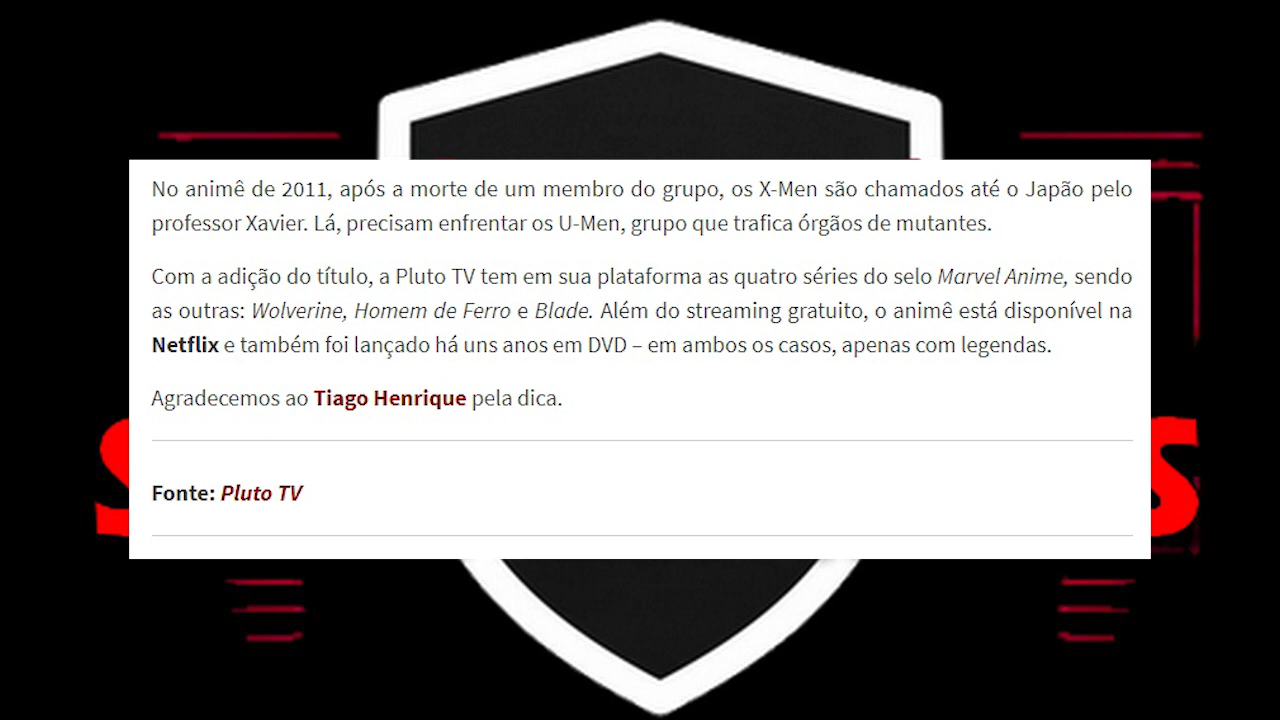 No animê de 2011, após a morte de um membro do grupo, os X-Men são chamados até o Japão pelo
professor Xavier. Lá, precisam enfrentar os U-Men, grupo que trafica órgãos de mutantes.
Com a adição do título, a Pluto TV tem em sua plataforma as quatro séries do selo Marvel Anime, sendo
as outras: Wolverine, Homem de Ferro e Blade. Além do streaming gratuito, o animê está disponível na
Netflix e também foi lançado há uns anos em DVD – em ambos os casos, apenas com legendas.
Agradecemos ao Tiago Henrique pela dica.
Fonte: Pluto TV